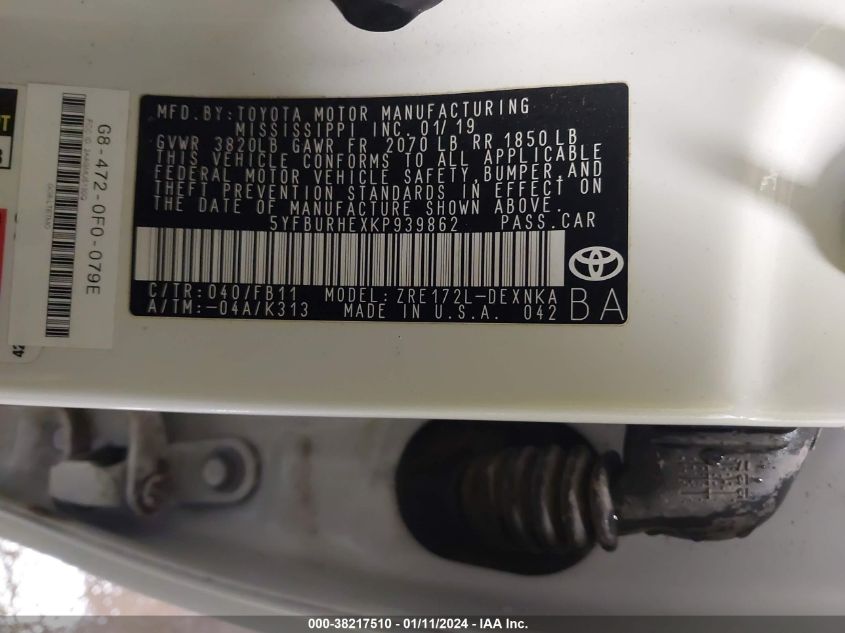 MFD. BY: TOYOTA MOTOR MANUFACTURING
MISSISSIPPI INC. 01/19
GVWR 3820LB GAWR FR 2070 LB RR 1850 LB
THIS VEHICLE CONFORMS TO ALL APPLICABLE
FEDERAL MOTOR VEHICLE SAFETY, BUMPER, AND
THEFT PREVENTION STANDARDS IN EFFECT ON
THE DATE OF MANUFACTURE SHOWN ABOVE.
5YFBURHEXKP939862 PASS. CAR
C/TR: 040/FB11 MODEL: ZRE172L-DEXNKA
A/TM: -04A/K313 MADE IN U.S.A. 042
BA
G8-472-0F0-079E
000-38217510 - 01/11/2024 - IAA Inc.